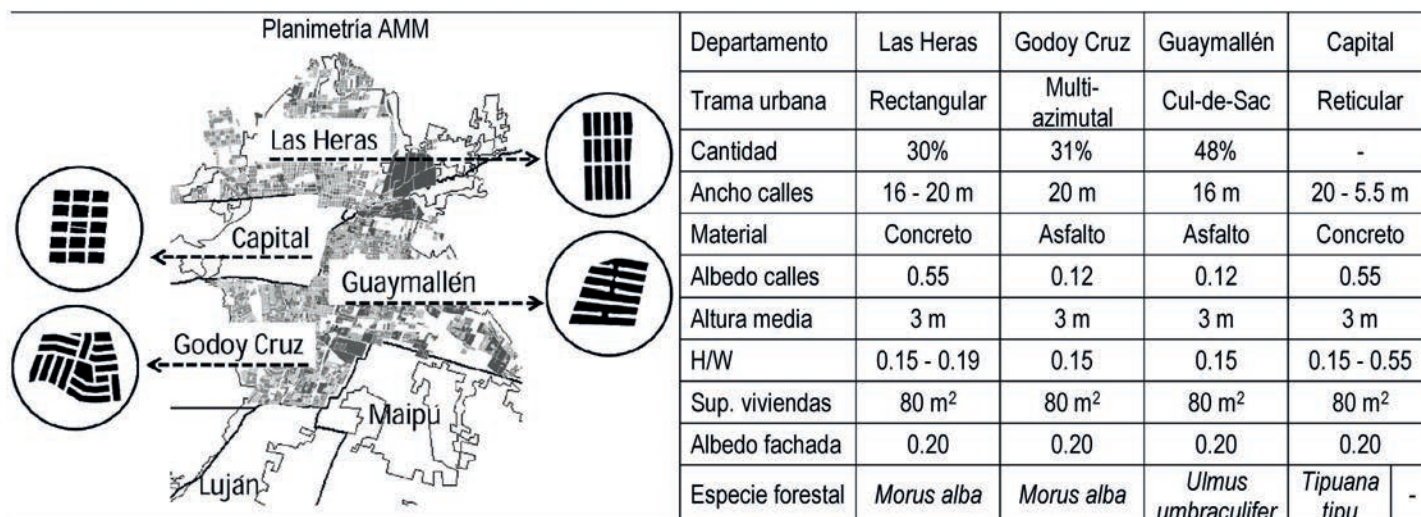 Planimetría AMM
Las Heras
Capital
Guaymallén
Godoy Cruz
Maipú
Luján
Departamento Las Heras Godoy Cruz Guaymallén Capital
Trama urbana Rectangular Multi-azimutal Cul-de-Sac Reticular
Cantidad 30% 31% 48% -
Ancho calles 16 - 20 m 20 m 16 m 20 - 5.5 m
Material Concreto Asfalto Asfalto Concreto
Albedo calles 0.55 0.12 0.12 0.55
Altura media 3 m 3 m 3 m 3 m
H/W 0.15 - 0.19 0.15 0.15 0.15 - 0.55
Sup. viviendas 80 m² 80 m² 80 m² 80 m²
Albedo fachada 0.20 0.20 0.20 0.20
Especie forestal Morus alba Morus alba Ulmus umbraculifer Tipuana tipu -